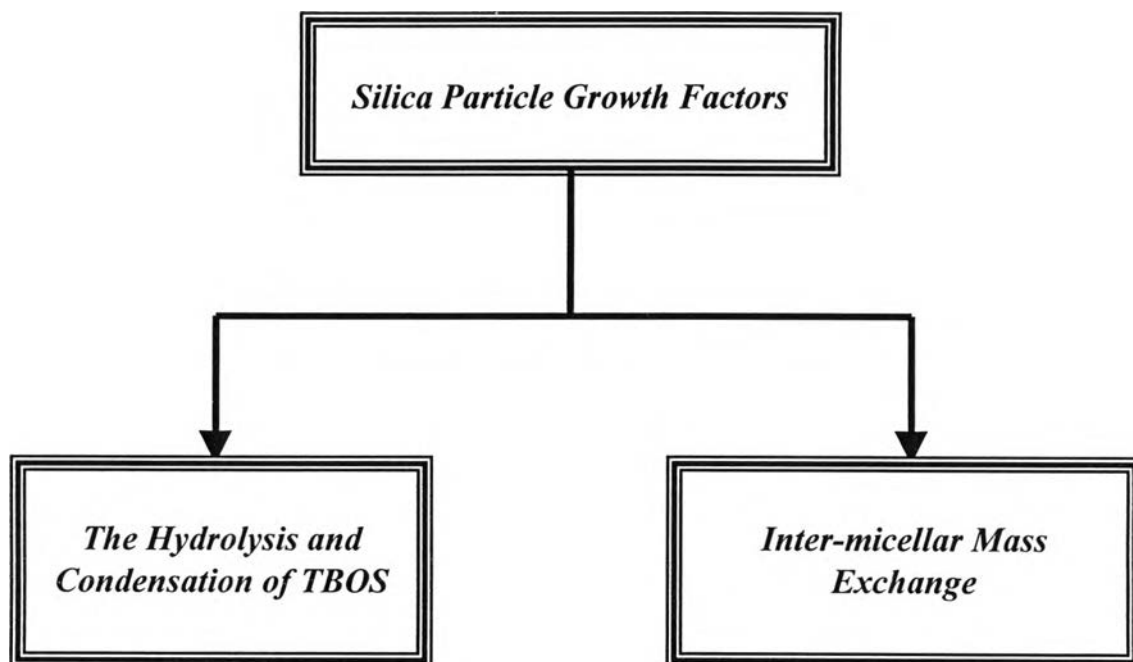 Silica Particle Growth Factors
The Hydrolysis and
Condensation of TBOS
Inter-micellar Mass
Exchange